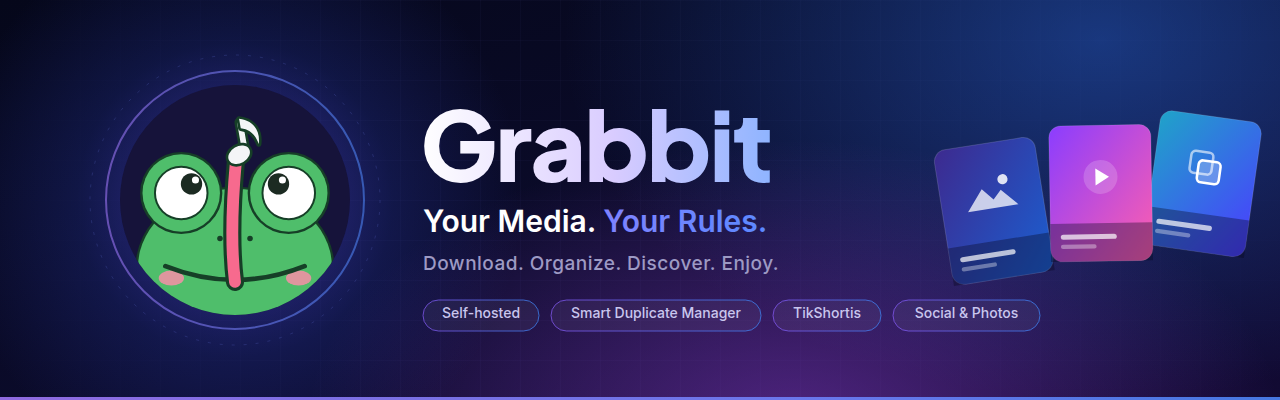 Grabbit
Your Media. Your Rules.
Download. Organize. Discover. Enjoy.
Self-hosted
Smart Duplicate Manager
TikShortis
Social & Photos